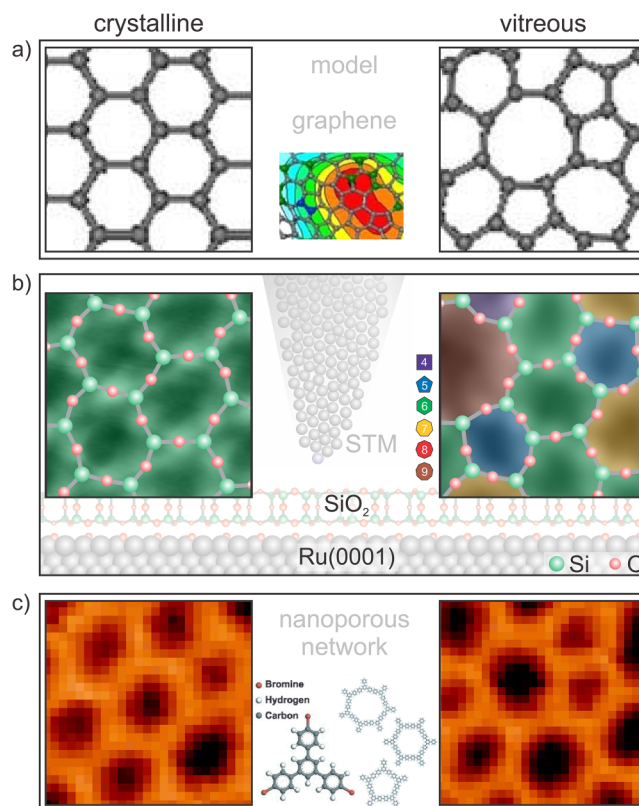 crystalline
vitreous
a)
model
graphene
b)
4
5
6
7
8
9
STM
SiO₂
Ru(0001)
Si
O
c)
nanoporous
network
Bromine
Hydrogen
Carbon